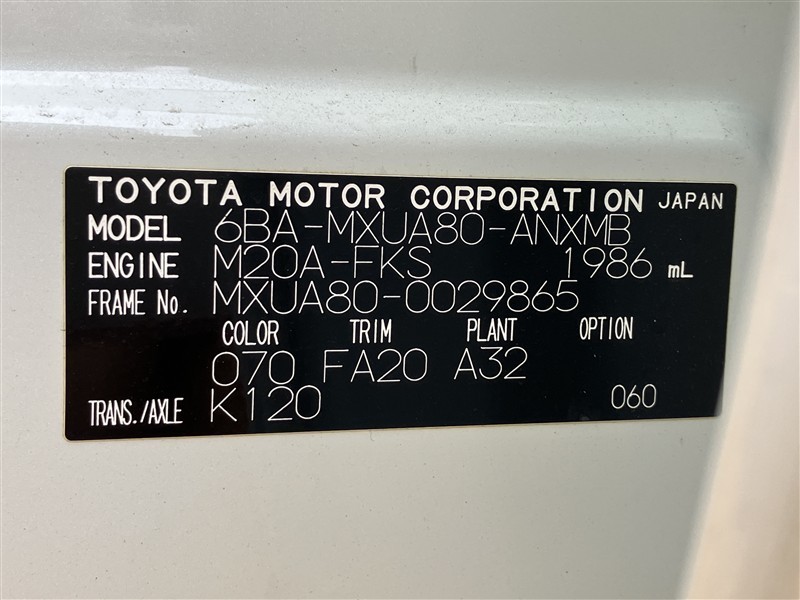 TOYOTA MOTOR CORPORATION JAPAN
MODEL 6BA-MXUA80-ANXMB
ENGINE M20A-FKS 1986 mL
FRAME No. MXUA80-0029865
COLOR TRIM PLANT OPTION
070 FA20 A32
TRANS./AXLE K120 060